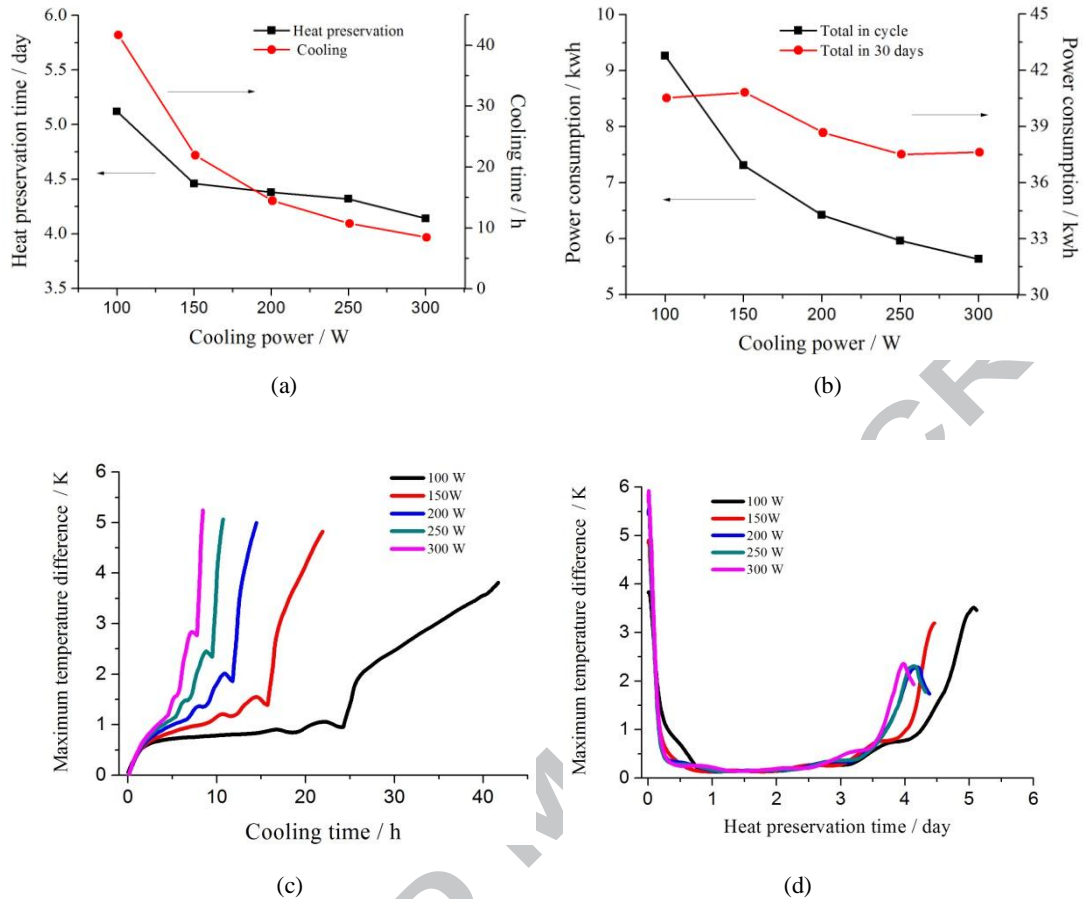 Heat preservation time / day
6.0
5.5
5.0
4.5
4.0
3.5
Heat preservation
Cooling
40
30
20
10
0
Cooling time / h
100 150 200 250 300
Cooling power / W
(a)
Power consumption / kwh
10
9
8
7
6
5
Total in cycle
Total in 30 days
45
42
39
36
33
30
Power consumption / kwh
100 150 200 250 300
Cooling power / W
(b)
Maximum temperature difference / K
6
5
4
3
2
1
0
100 W
150W
200 W
250 W
300 W
0 10 20 30 40
Cooling time / h
(c)
Maximum temperature difference / K
6
5
4
3
2
1
0
100 W
150W
200 W
250 W
300 W
0 1 2 3 4 5 6
Heat preservation time / day
(d)